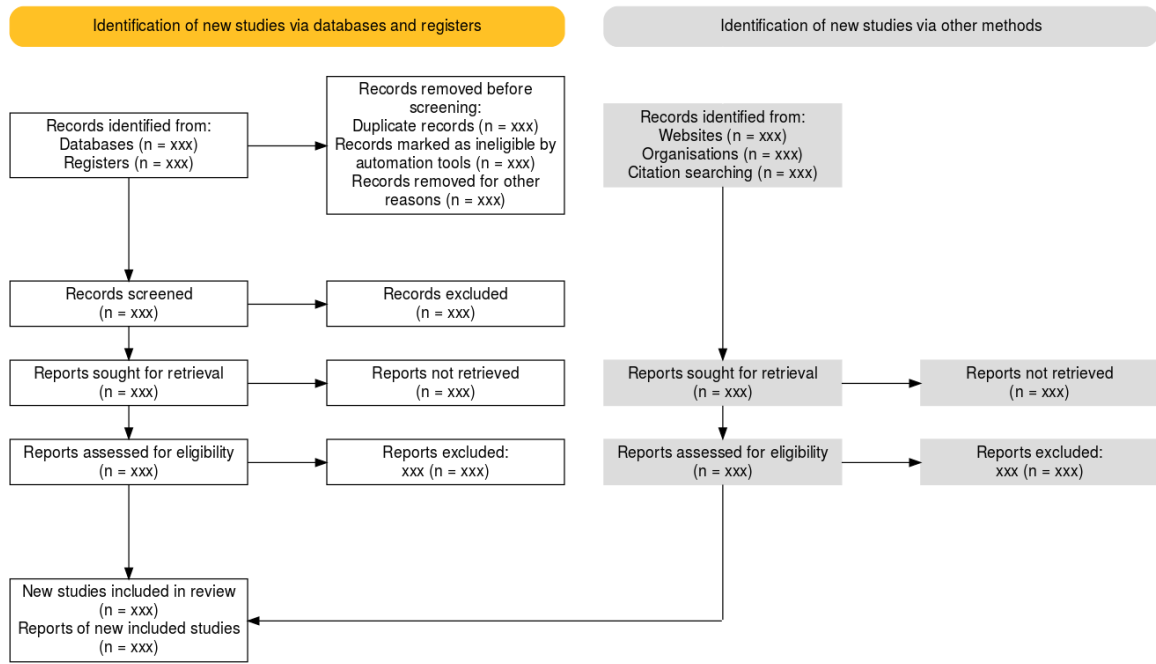 Identification of new studies via databases and registers
Identification of new studies via other methods
Records identified from:
Databases (n = xxx)
Registers (n = xxx)
Records removed before
screening:
Duplicate records (n = xxx)
Records marked as ineligible by
automation tools (n = xxx)
Records removed for other
reasons (n = xxx)
Records identified from:
Websites (n = xxx)
Organisations (n = xxx)
Citation searching (n = xxx)
Records screened
(n = xxx)
Records excluded
(n = xxx)
Reports sought for retrieval
(n = xxx)
Reports not retrieved
(n = xxx)
Reports sought for retrieval
(n = xxx)
Reports not retrieved
(n = xxx)
Reports assessed for eligibility
(n = xxx)
Reports excluded:
xxx (n = xxx)
Reports assessed for eligibility
(n = xxx)
Reports excluded:
xxx (n = xxx)
New studies included in review
(n = xxx)
Reports of new included studies
(n = xxx)